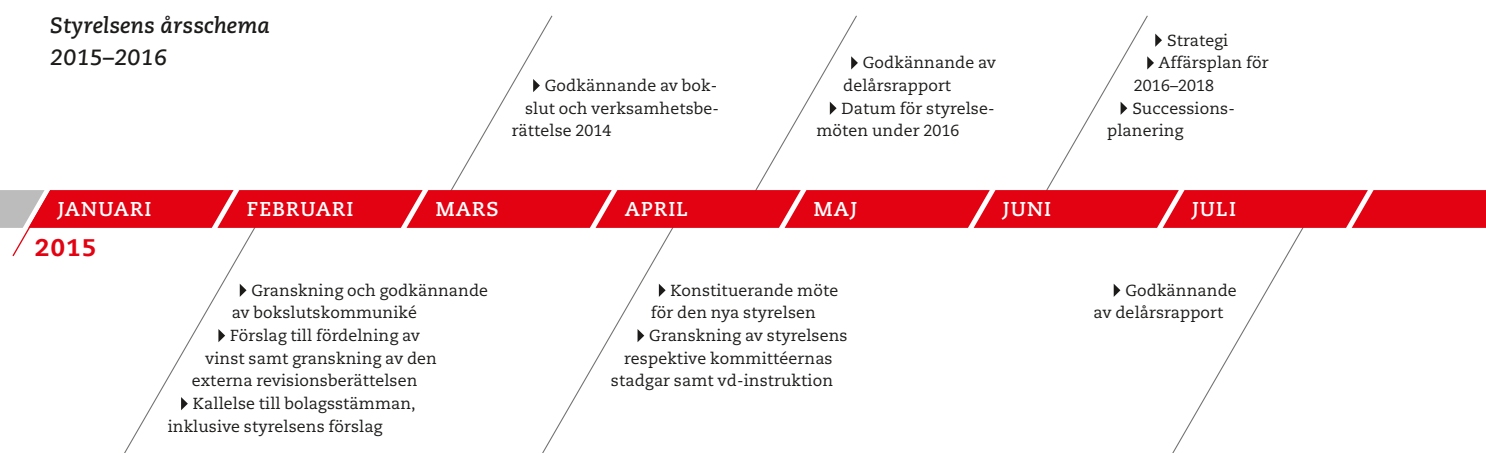 Styrelsens årsschema
2015–2016
Godkännande av bok-
slut och verksamhetsbe-
rättelse 2014
Godkännande av
delårsrapport
Datum för styrelse-
möten under 2016
Strategi
Affärsplan för
2016–2018
Successions-
planering
JANUARI
FEBRUARI
MARS
APRIL
MAJ
JUNI
JULI
2015
Granskning och godkännande
av bokslutskommuniké
Förslag till fördelning av
vinst samt granskning av den
externa revisionsberättelsen
Kallelse till bolagsstämman,
inklusive styrelsens förslag
Konstituerande möte
för den nya styrelsen
Granskning av styrelsens
respektive kommittéernas
stadgar samt vd-instruktion
Godkännande
av delårsrapport